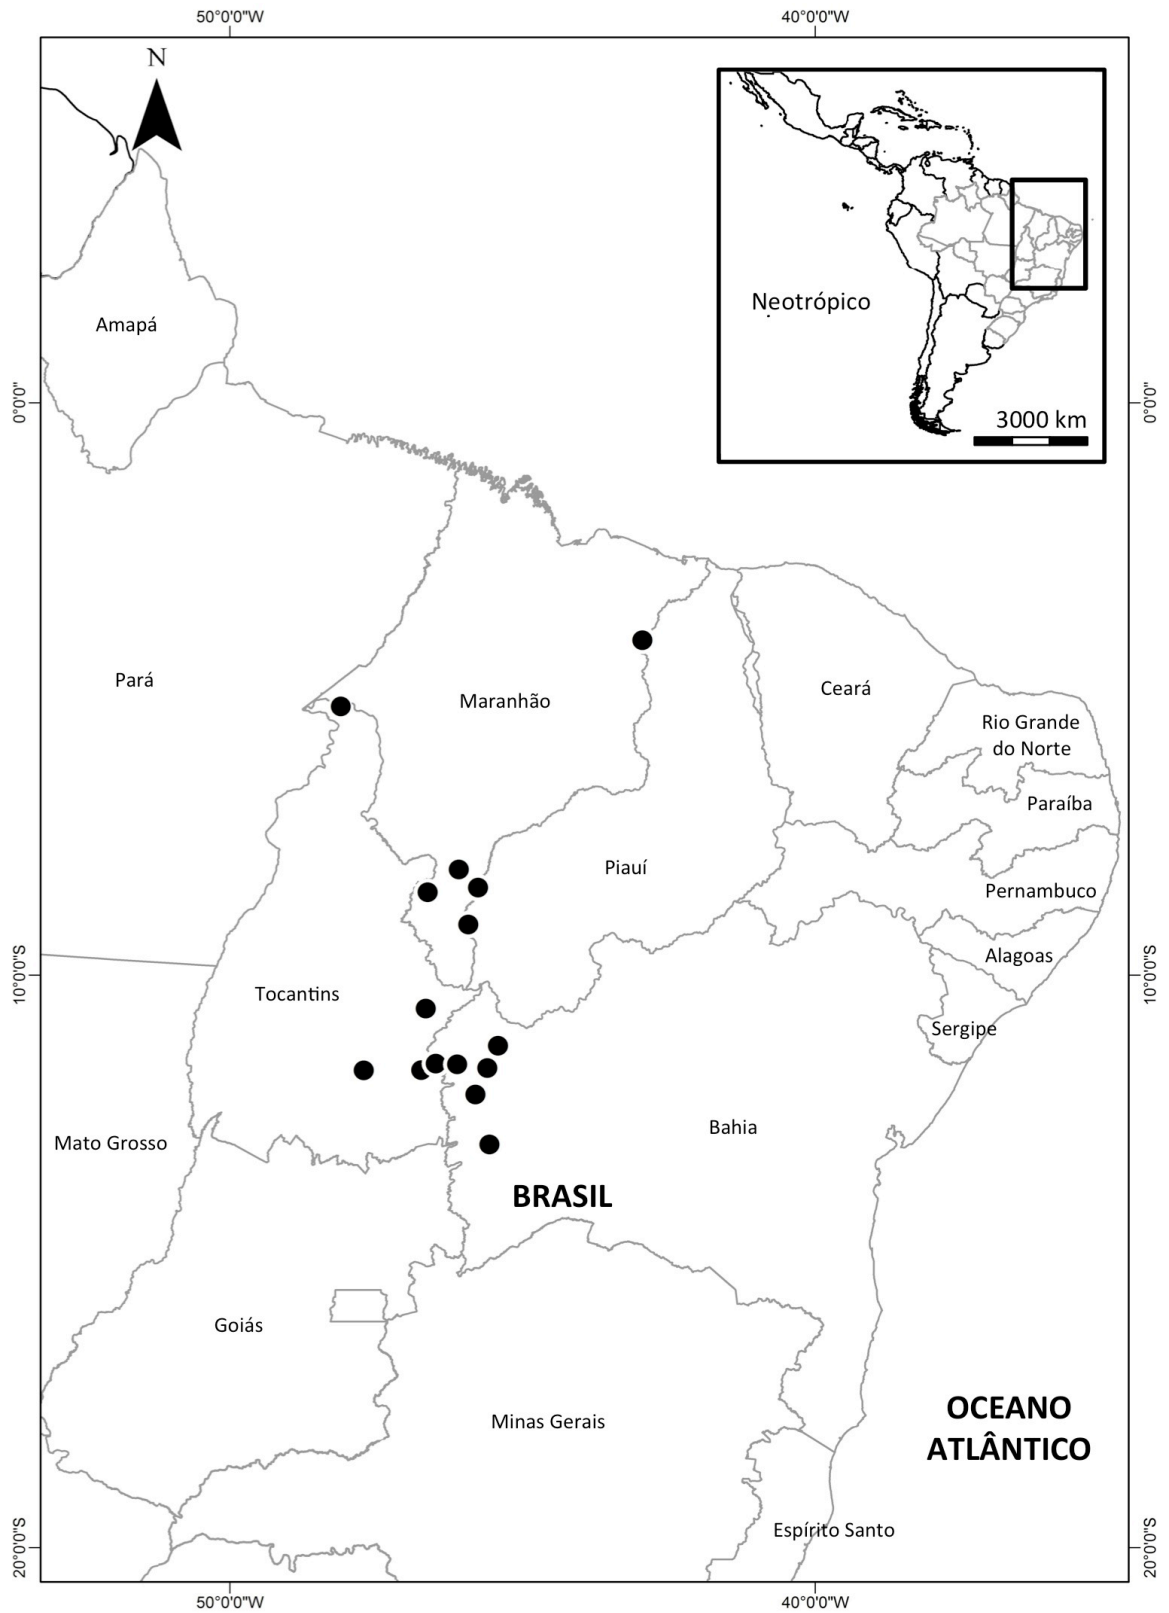 50°0'0"W
40°0'0"W
N
Neotrópico
3000 km
Amapá
0°0'0"
0°0'0"
Pará
Maranhão
Ceará
Rio Grande
do Norte
Paraíba
Piauí
Pernambuco
Alagoas
10°0'0"S
10°0'0"S
Tocantins
Sergipe
Mato Grosso
Bahia
BRASIL
Goiás
Minas Gerais
OCEANO
ATLÂNTICO
Espírito Santo
20°0'0"S
20°0'0"S
50°0'0"W
40°0'0"W